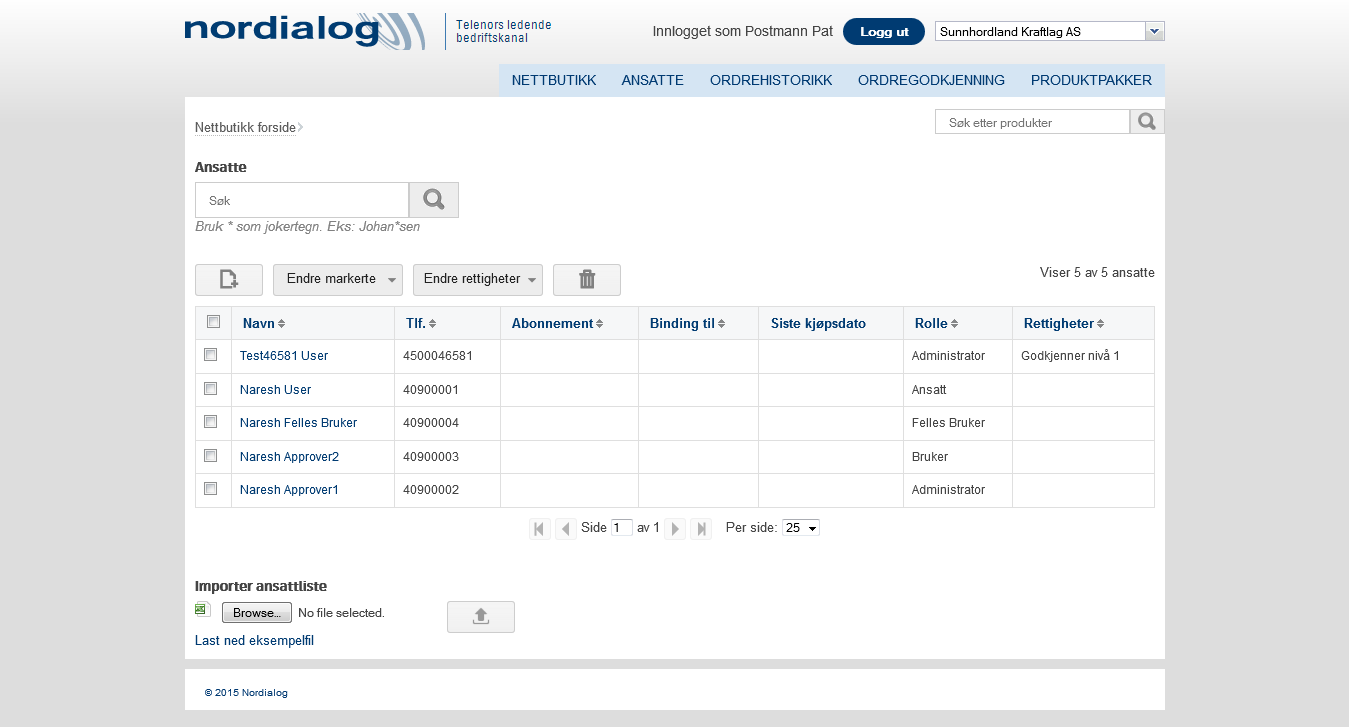 nordialog
Telenors ledende
bedriftskanal
Innlogget som Postmann Pat Logg ut Sunnhordland Kraftlag AS
NETTBUTIKK ANSATTE ORDREHISTORIKK ORDREGODKJENNING PRODUKTPAKKER
Nettbutikk forside
Søk etter produkter
Ansatte
Søk
Bruk * som jokertegn. Eks: Johan*sen
Endre markerte Endre rettigheter
Viser 5 av 5 ansatte
Navn Tlf. Abonnement Binding til Siste kjøpsdato Rolle Rettigheter
Test46581 User 4500046581 Administrator Godkjenner nivå 1
Naresh User 40900001 Ansatt
Naresh Felles Bruker 40900004 Felles Bruker
Naresh Approver2 40900003 Bruker
Naresh Approver1 40900002 Administrator
Side 1 av 1 Per side: 25
Importer ansattliste
Browse... No file selected.
Last ned eksempelfil
© 2015 Nordialog